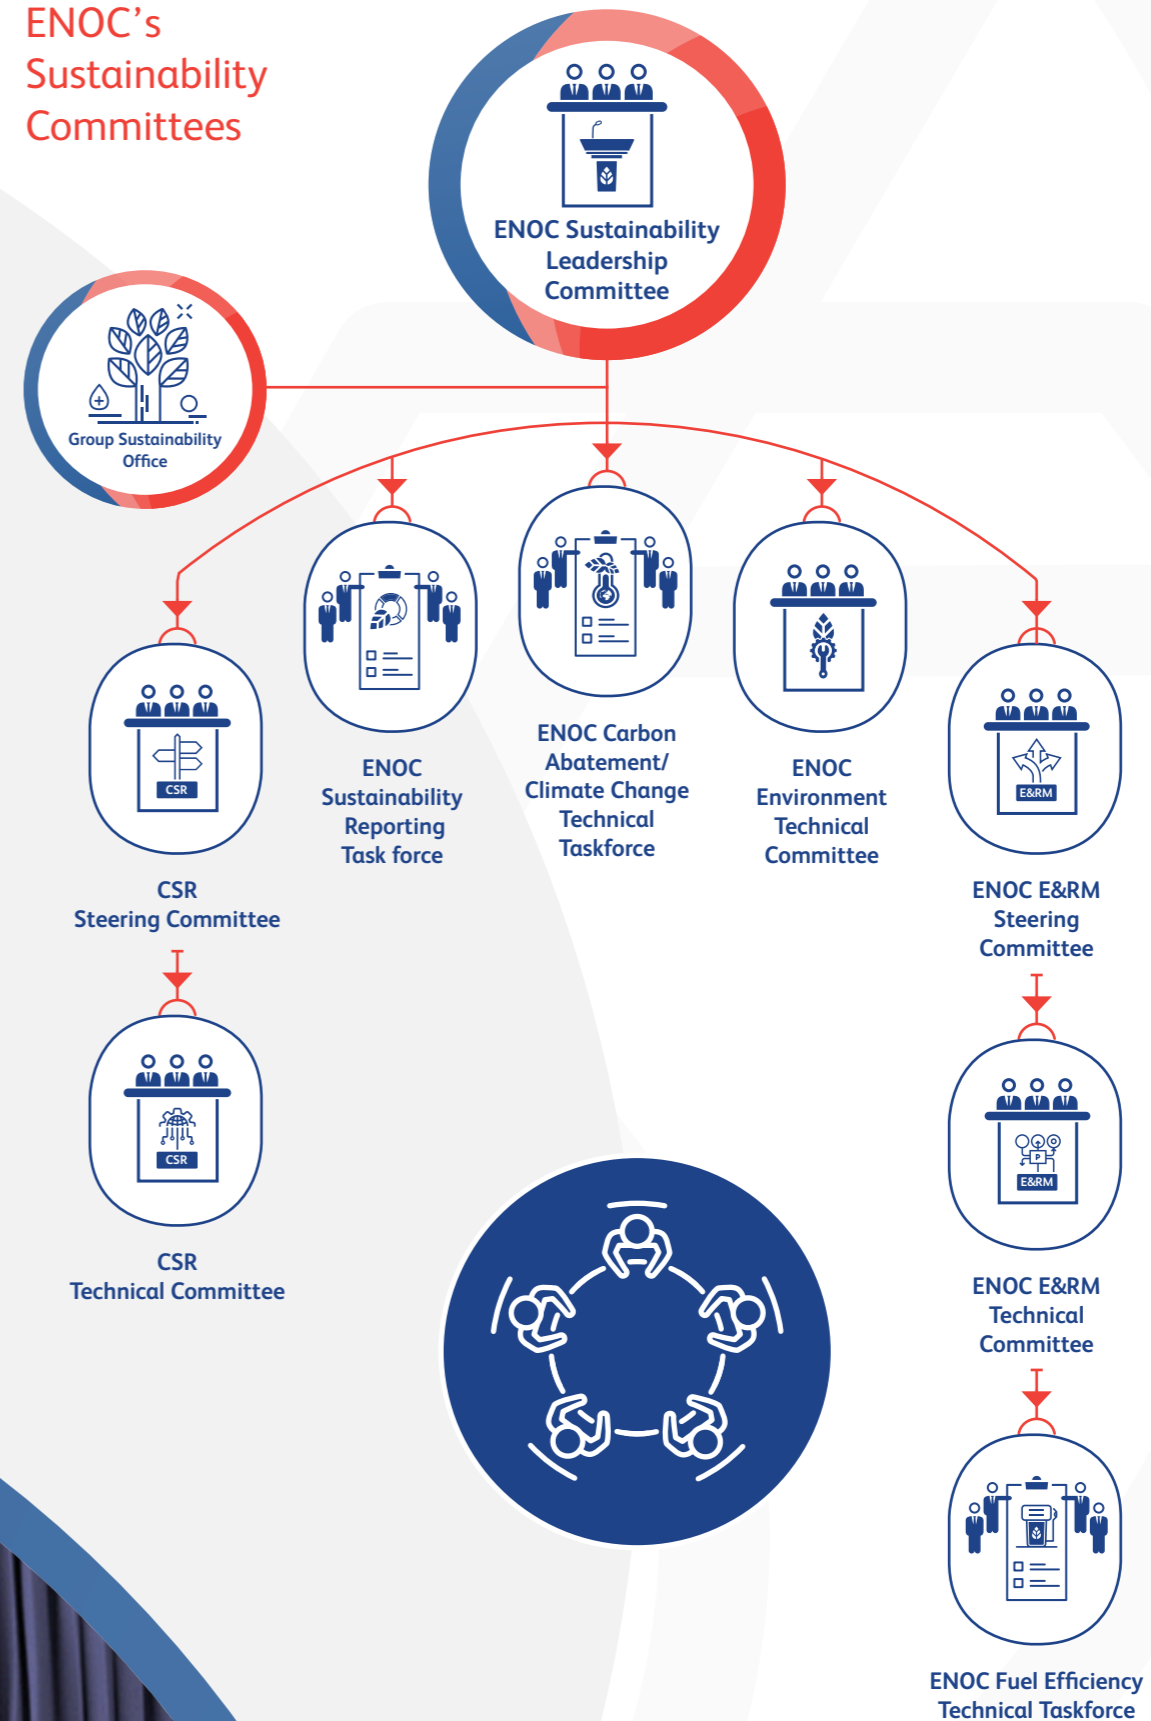 ENOC’s
Sustainability
Committees
ENOC Sustainability
Leadership
Committee
Group Sustainability
Office
CSR
CSR
Steering Committee
ENOC
Sustainability
Reporting
Task force
ENOC Carbon
Abatement/
Climate Change
Technical
Taskforce
ENOC
Environment
Technical
Committee
E&RM
ENOC E&RM
Steering
Committee
CSR
CSR
Technical Committee
P
E&RM
ENOC E&RM
Technical
Committee
ENOC Fuel Efficiency
Technical Taskforce